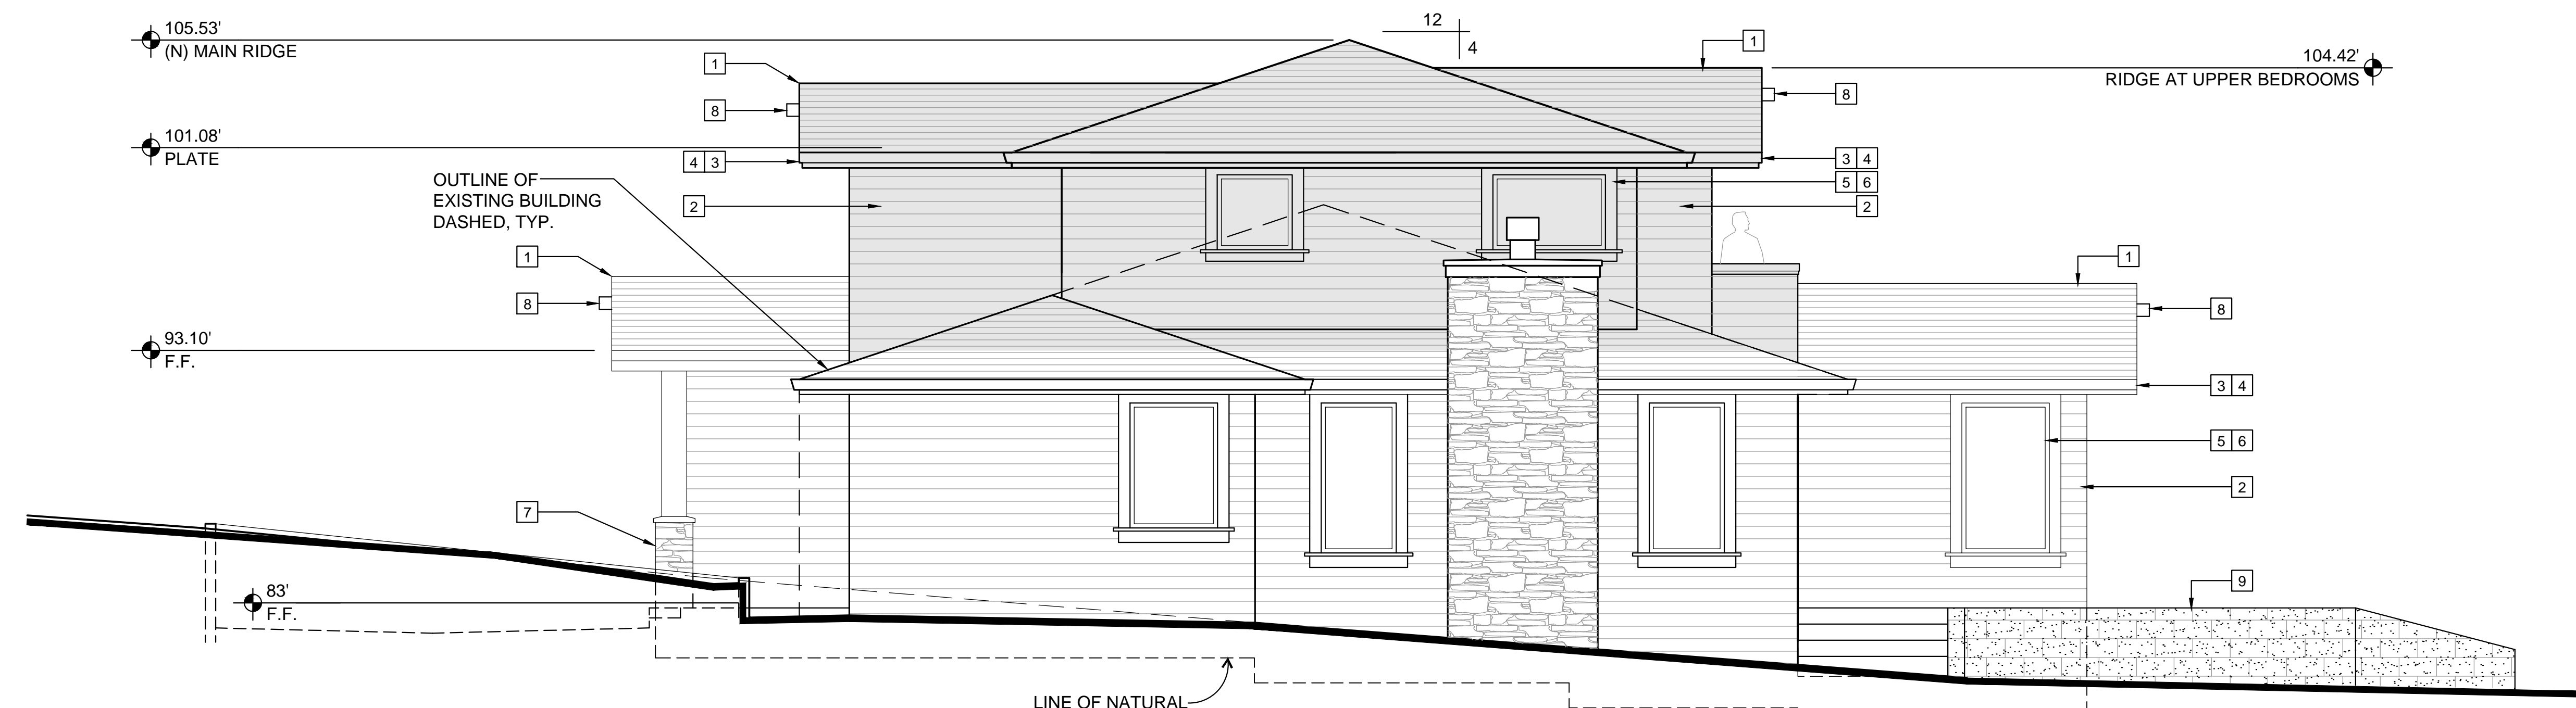 105.53'
(N) MAIN RIDGE
12
4
1
1
104.42'
RIDGE AT UPPER BEDROOMS
8
8
101.08'
PLATE
4 3
3 4
5 6
OUTLINE OF
EXISTING BUILDING
DASHED, TYP.
2
2
1
1
8
8
93.10'
F.F.
3 4
5 6
2
7
9
83'
F.F.
LINE OF NATURAL